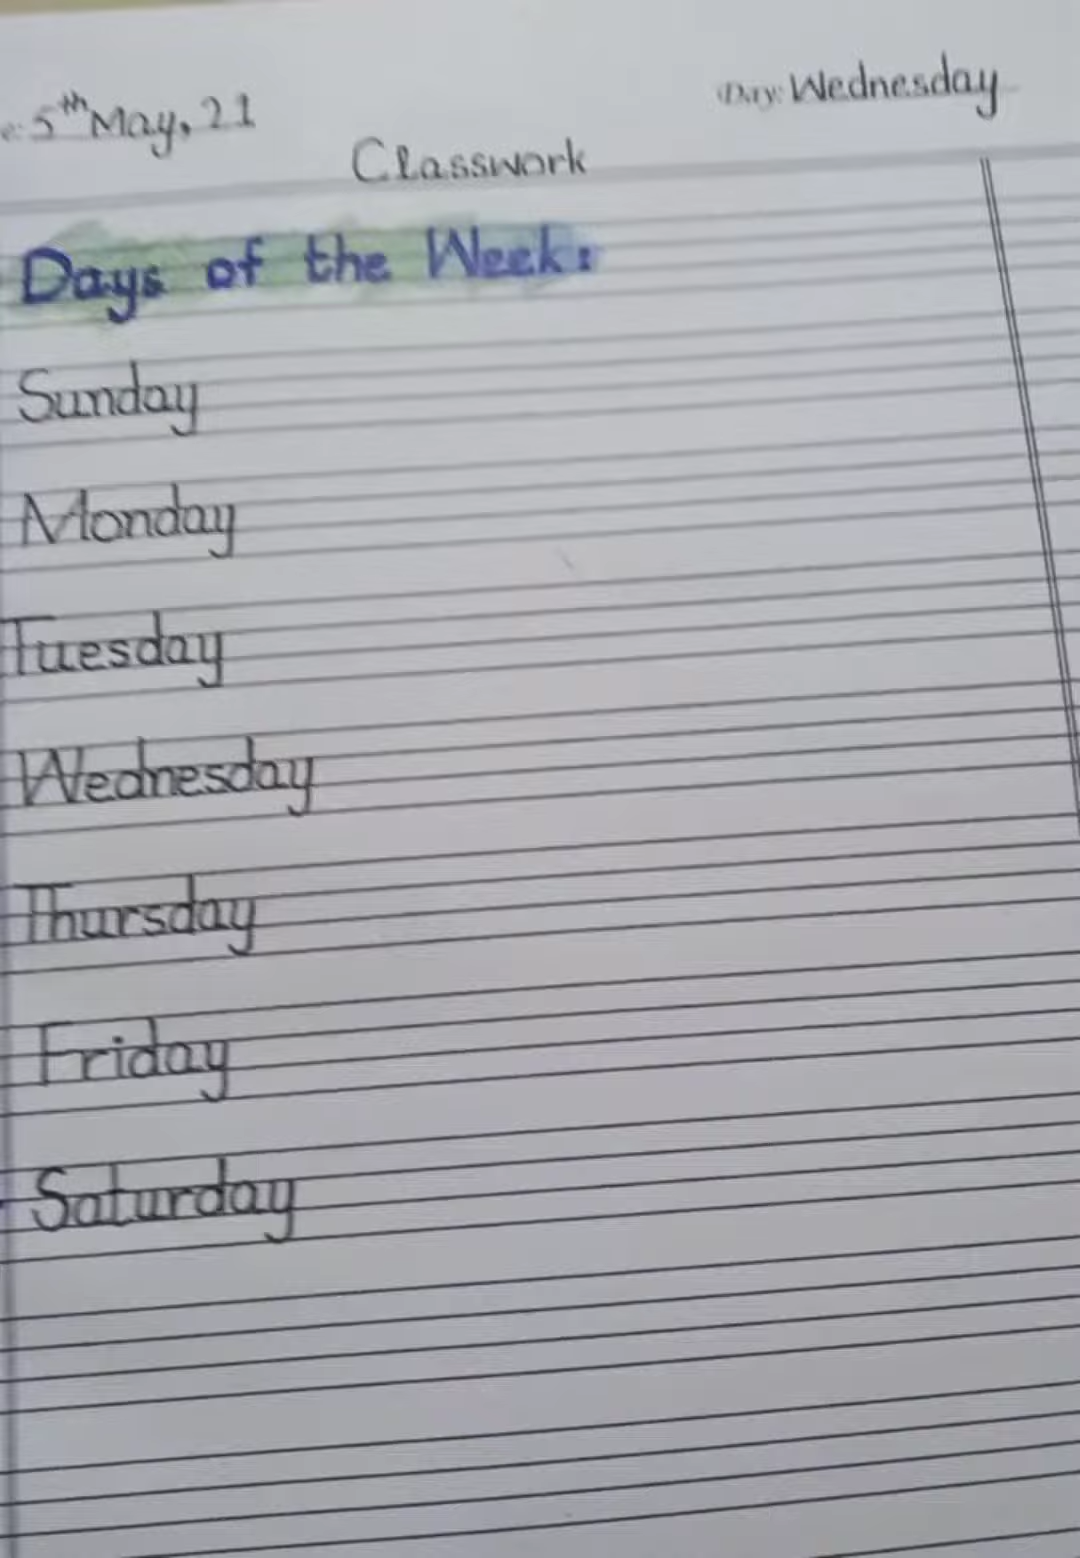 e: 5th May, 21
Day: Wednesday
Classwork
Days of the Week:
Sunday
Monday
Tuesday
Wednesday
Thursday
Friday
Saturday